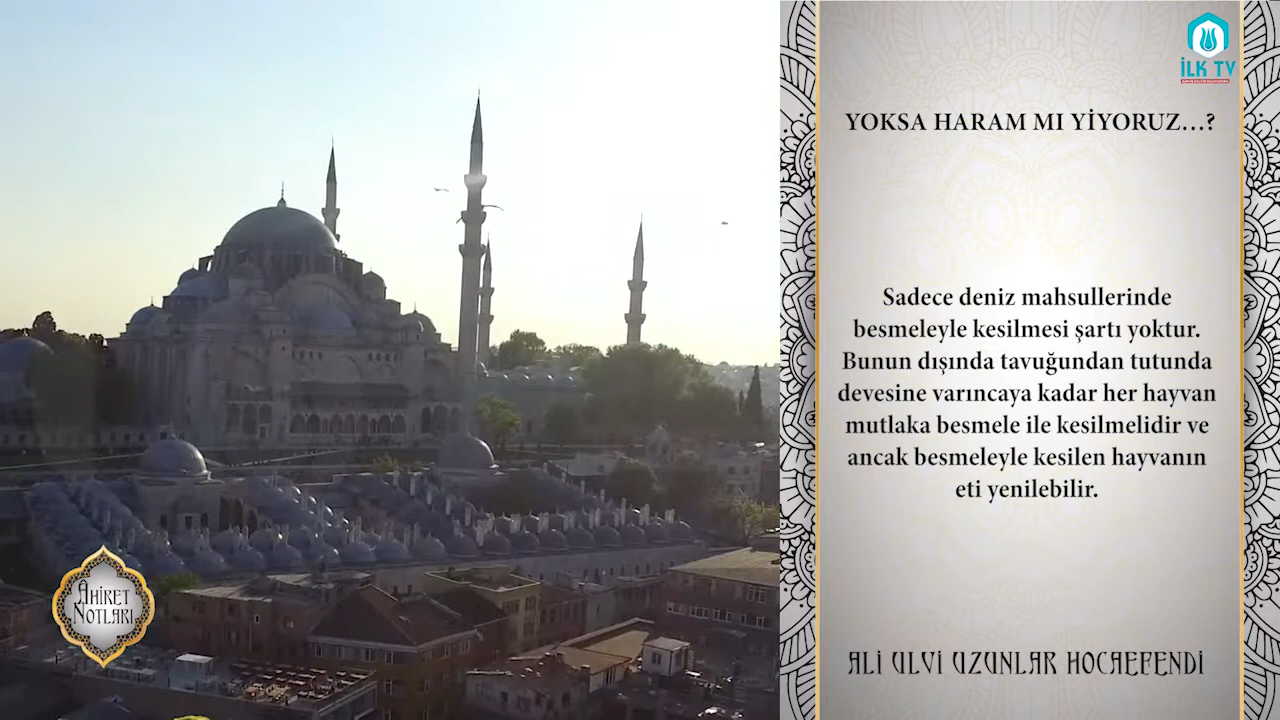 İLK TV
YOKSA HARAM MI YİYORUZ...?
Sadece deniz mahsullerinde
besmeleyle kesilmesi şartı yoktur.
Bunun dışında tavuğundan tutunda
devesine varıncaya kadar her hayvan
mutlaka besmele ile kesilmelidir ve
ancak besmeleyle kesilen hayvanın
eti yenilebilir.
ALİ ULVİ UZUNLAR HOCAEFENDİ
ÂHİRET
NOTLARI